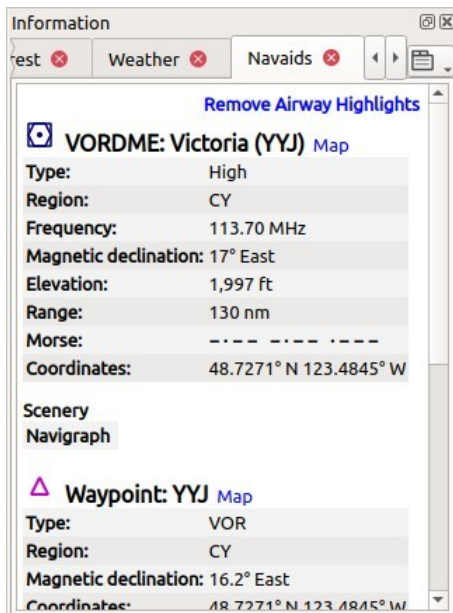 Information
rest Weather Navaids
Remove Airway Highlights
VORDME: Victoria (YYJ) Map
Type: High
Region: CY
Frequency: 113.70 MHz
Magnetic declination: 17° East
Elevation: 1,997 ft
Range: 130 nm
Morse: –·–– –·–– ·–––
Coordinates: 48.7271° N 123.4845° W
Scenery
Navigraph
Waypoint: YYJ Map
Type: VOR
Region: CY
Magnetic declination: 16.2° East
Coordinates: 48.7271° N 123.4845° W